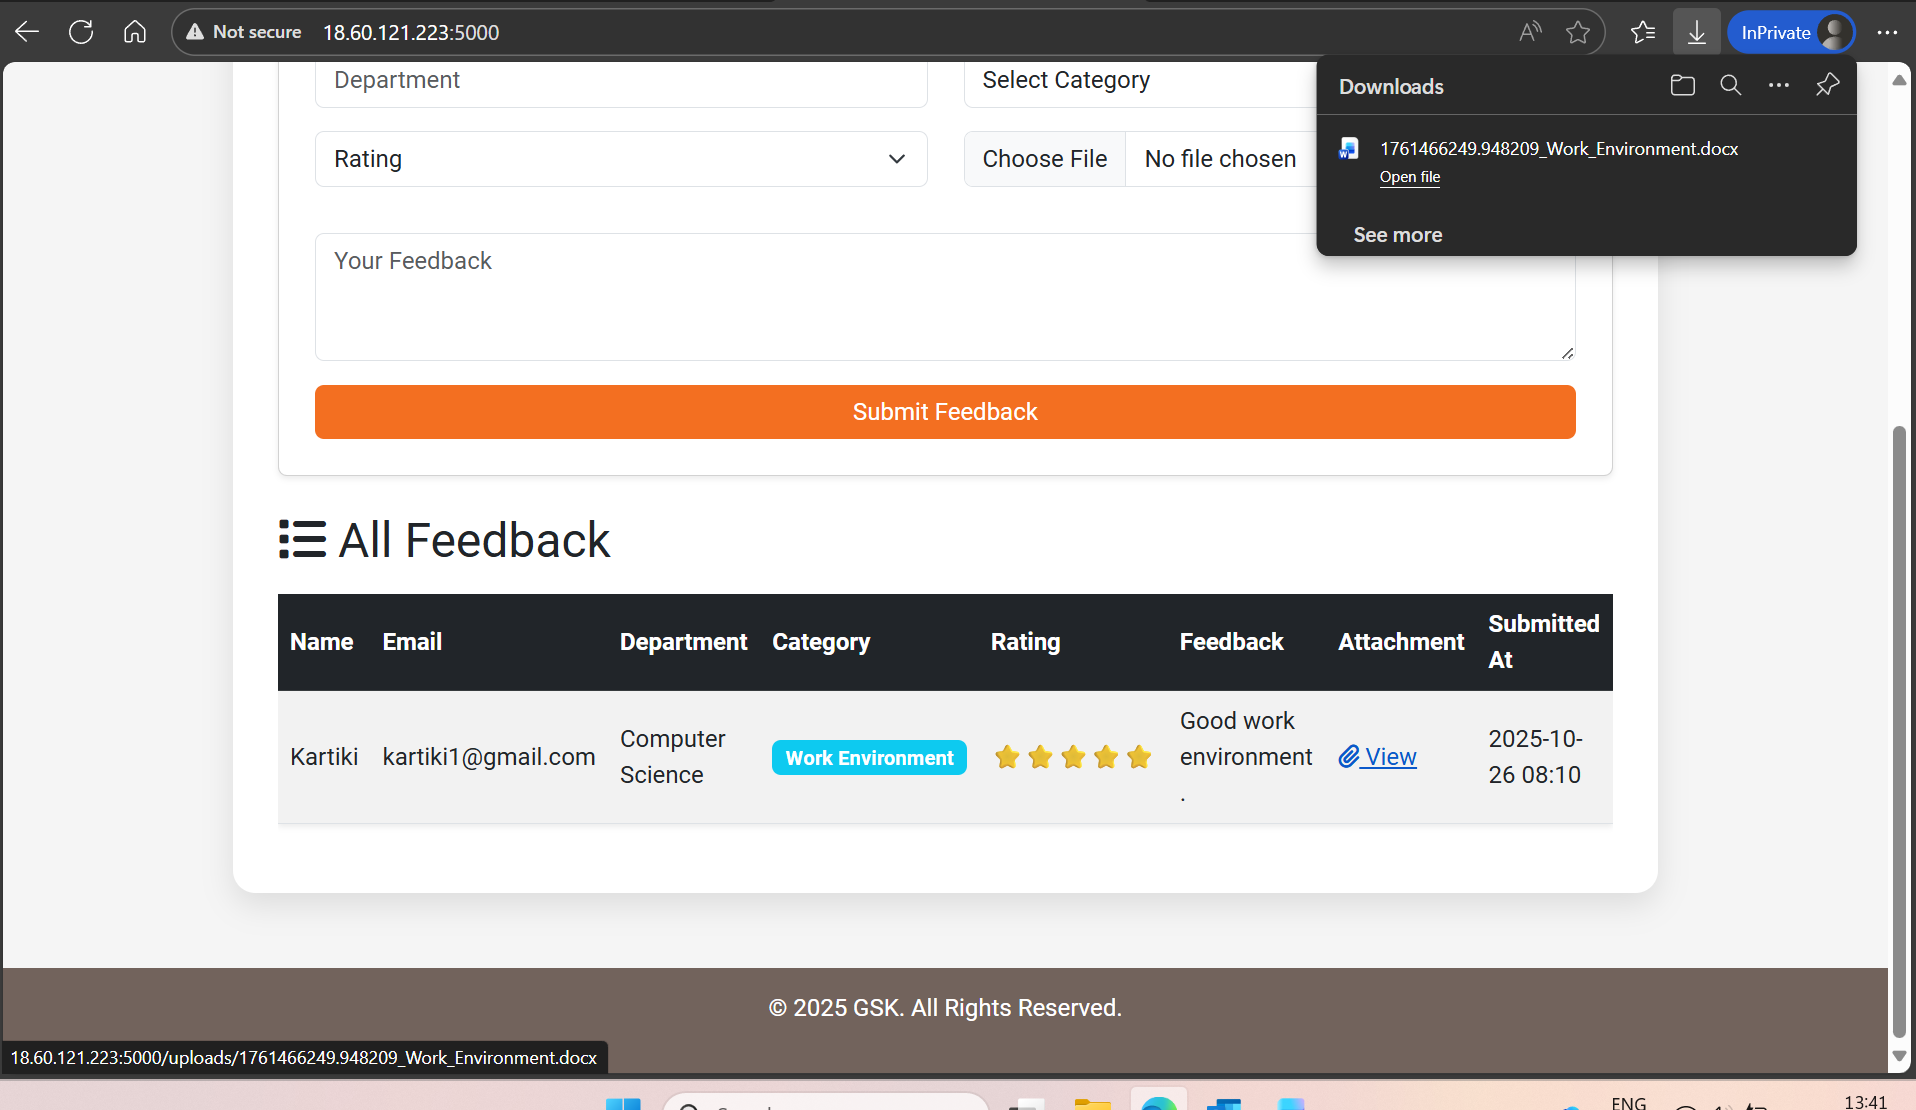 Not secure 18.60.121.223:5000
InPrivate
Downloads
1761466249.948209_Work_Environment.docx
Open file
See more
Department
Select Category
Rating
Choose File No file chosen
Your Feedback
Submit Feedback
All Feedback
Name Email Department Category Rating Feedback Attachment Submitted At
Kartiki kartiki1@gmail.com Computer Science Work Environment Good work environment . View 2025-10-26 08:10
© 2025 GSK. All Rights Reserved.
18.60.121.223:5000/uploads/1761466249.948209_Work_Environment.docx
ENG
13:41